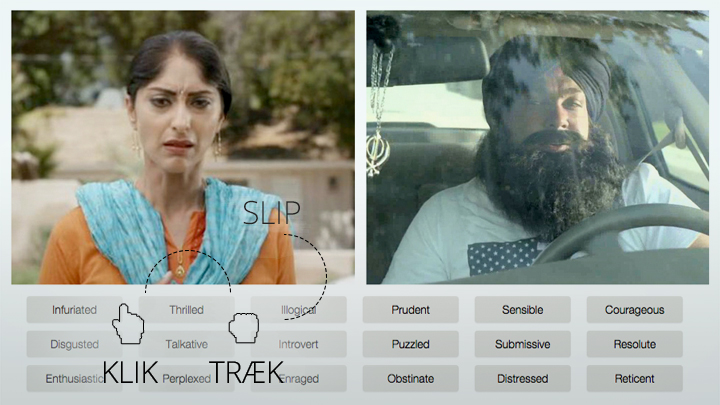 SLIP
Infuriated Thrilled Illogical Prudent Sensible Courageous
Disgusted Talkative Introvert Puzzled Submissive Resolute
Enthusiastic Perplexed Enraged Obstinate Distressed Reticent
KLIK TRÆK